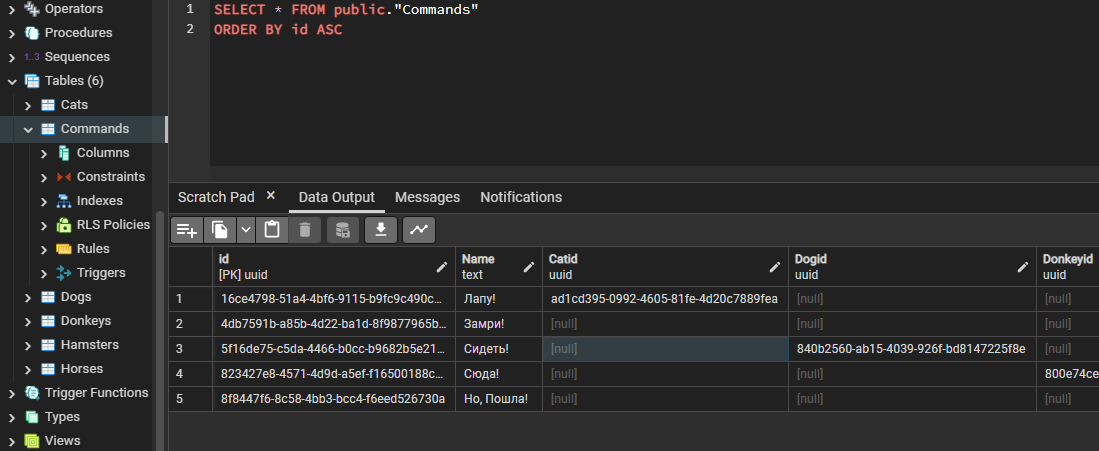 Operators
Procedures
1..3 Sequences
Tables (6)
Cats
Commands
Columns
Constraints
Indexes
RLS Policies
Rules
Triggers
Dogs
Donkeys
Hamsters
Horses
Trigger Functions
Types
Views
1 SELECT * FROM public."Commands"
2 ORDER BY id ASC
Scratch Pad × Data Output Messages Notifications
id Name Catid Dogid Donkeyid
[PK] uuid text uuid uuid uuid
1 16ce4798-51a4-4bf6-9115-b9fc9c490c… Лапу! ad1cd395-0992-4605-81fe-4d20c7889fea [null] [null]
2 4db7591b-a85b-4d22-ba1d-8f9877965b… Замри! [null] [null] [null]
3 5f16de75-c5da-4466-b0cc-b9682b5e21… Сидеть! [null] 840b2560-ab15-4039-926f-bd8147225f8e [null]
4 823427e8-4571-4d9d-a5ef-f16500188c… Сюда! [null] [null] 800e74ce
5 8f8447f6-8c58-4bb3-bcc4-f6eed526730a Но, Пошла! [null] [null] [null]